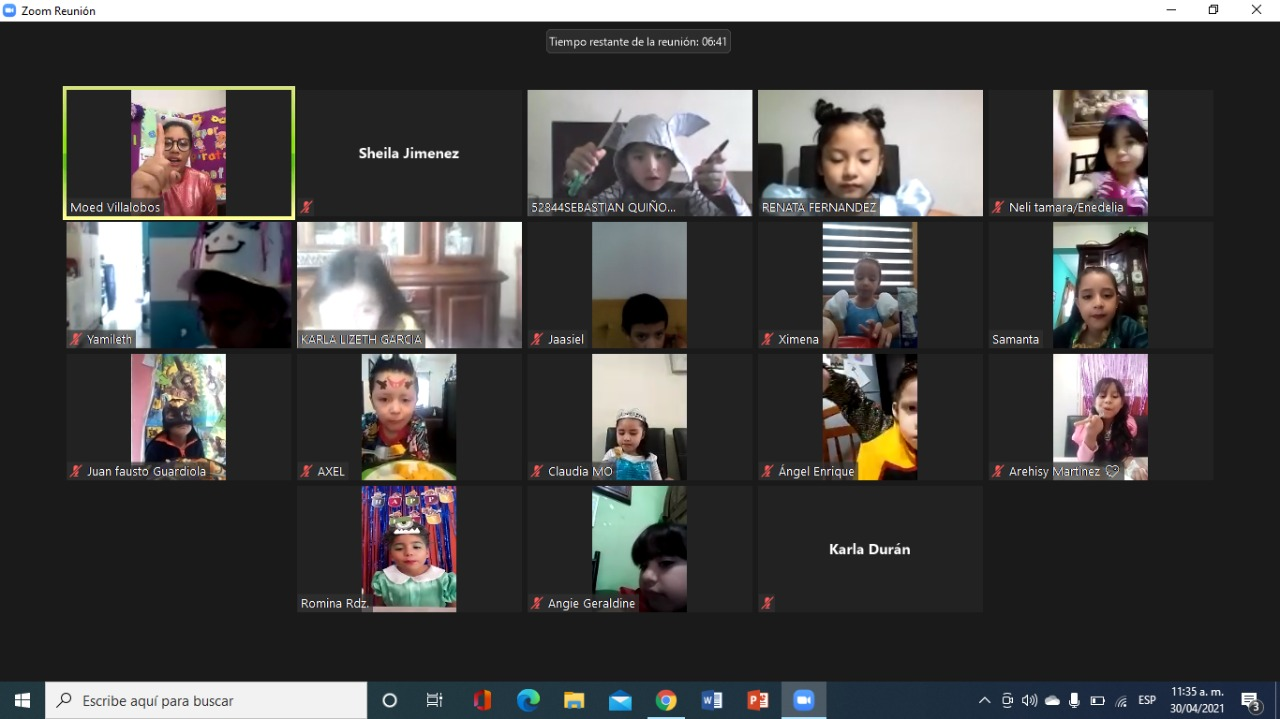 Zoom Reunión
Tiempo restante de la reunión: 06:41
Moed Villalobos
Sheila Jimenez
52844SEBASTIAN QUIÑO...
RENATA FERNANDEZ
Neli tamara/Enedelia
Yamileth
KARLA LIZETH GARCIA
Jaasiel
Ximena
Samanta
Juan fausto Guardiola
AXEL
Claudia MO
Ángel Enrique
Arehisy Martinez
Romina Rdz.
Angie Geraldine
Karla Durán
Escribe aquí para buscar
ESP
11:35 a. m.
30/04/2021
3